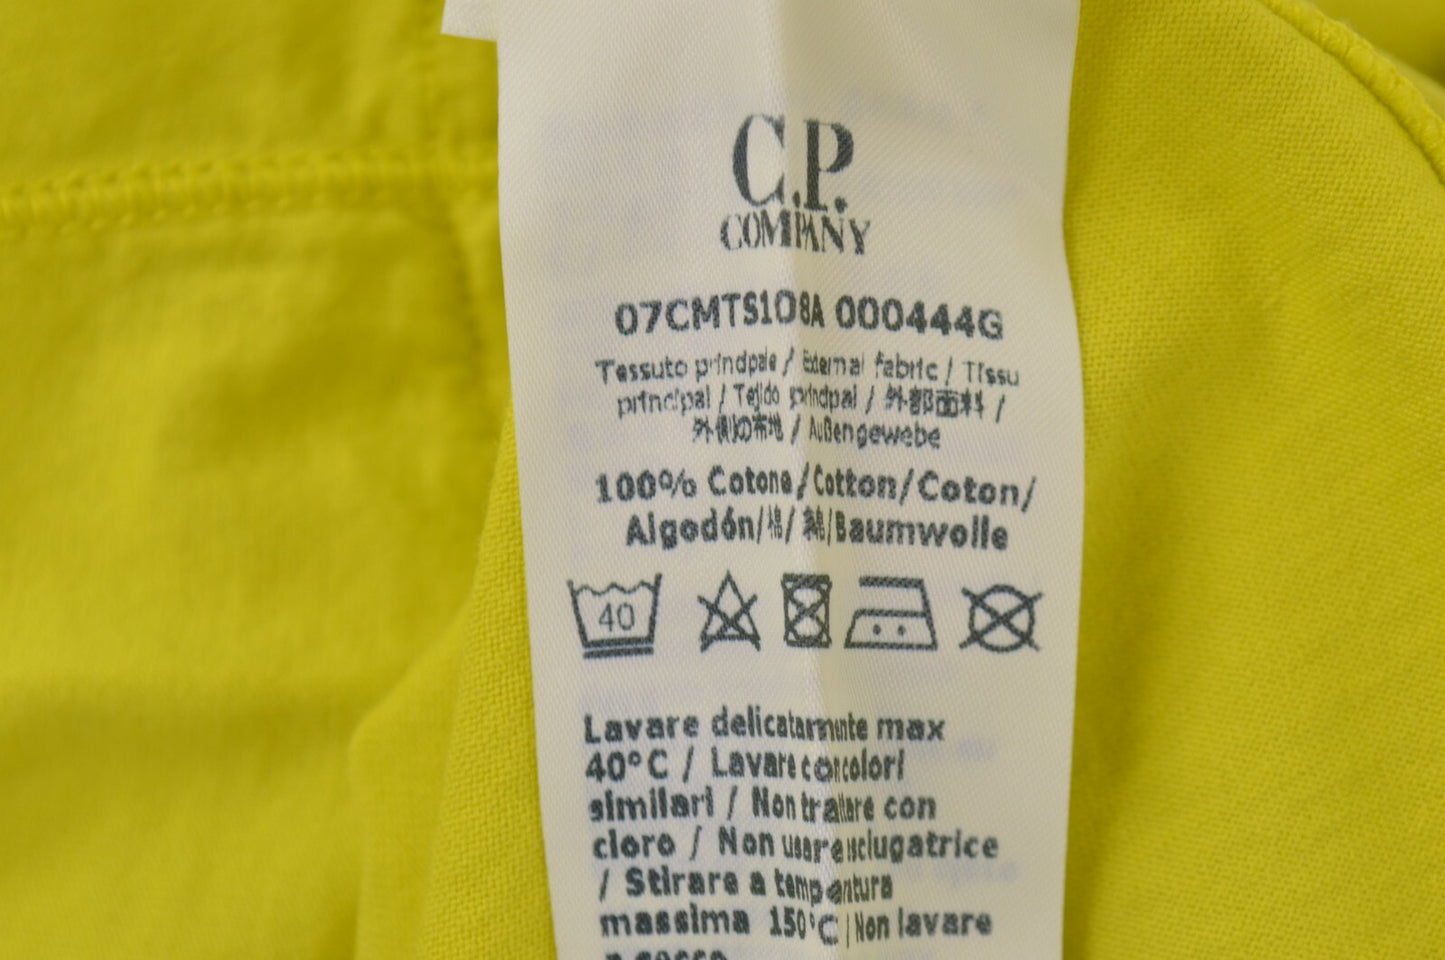 C.P.
COMPANY
07CMTS108A 000444G
Tessuto principale / External fabric / Tissu
principal / Tejido principal / 外部面料 /
外側の布地 / Außengewebe
100% Cotone/Cotton/Coton/
Algodón/棉/綿/Baumwolle
40
Lavare delicatamente max
40°C / Lavare con colori
similari / Non trattare con
cloro / Non usare asciugatrice
/ Stirare a temperatura
massima 150°C / Non lavare
a secco